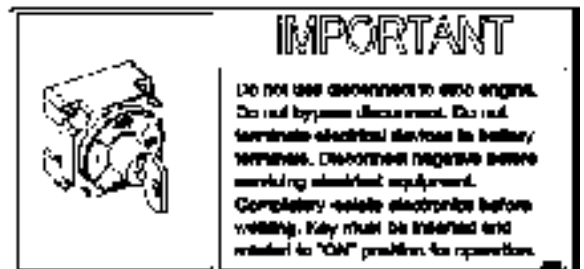 IMPORTANT
Do not use disconnect to stop engine.
Do not bypass disconnect. Do not
terminate electrical devices to battery
terminals. Disconnect negative before
servicing electrical equipment.
Completely isolate electronics before
welding. Key must be inserted and
rotated to "ON" position for operation.